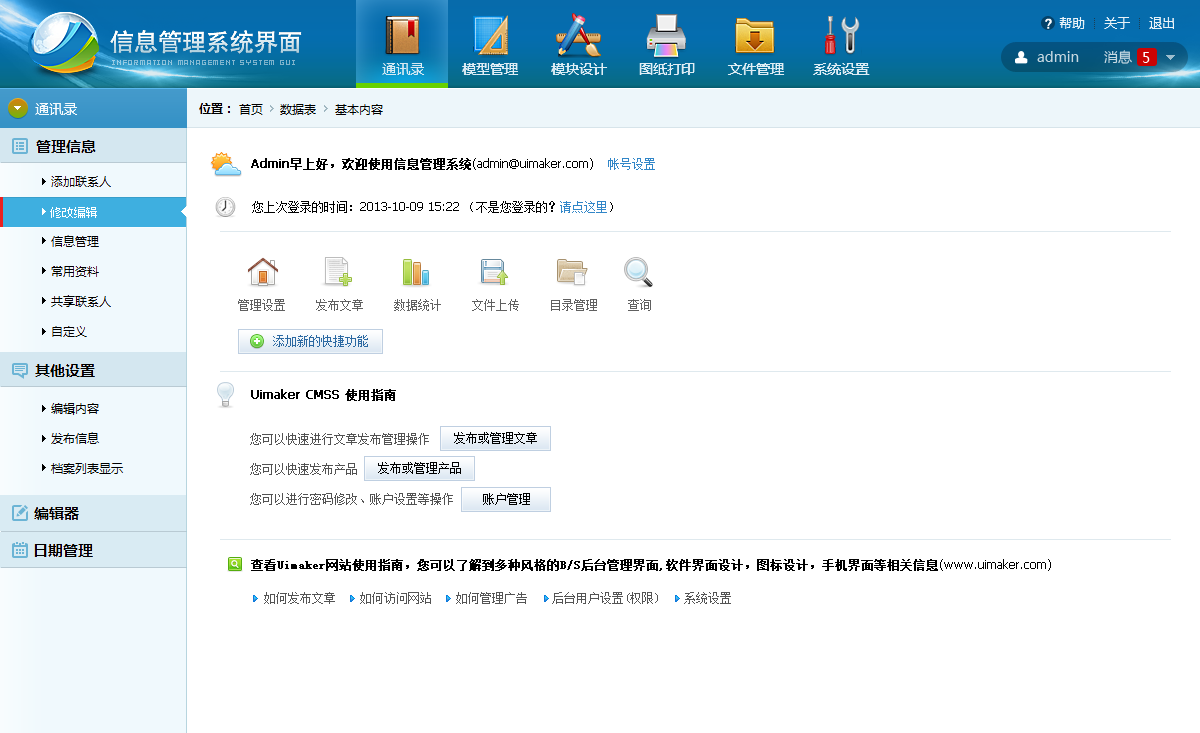 信息管理系统界面
INFORMATION MANAGEMENT SYSTEM GUI
通讯录 模型管理 模块设计 图纸打印 文件管理 系统设置
? 帮助 关于 退出
admin 消息 5
通讯录
位置： 首页 数据表 基本内容
管理信息
添加联系人
修改编辑
信息管理
常用资料
共享联系人
自定义
其他设置
编辑内容
发布信息
档案列表显示
编辑器
日期管理
Admin早上好，欢迎使用信息管理系统(admin@uimaker.com) 帐号设置
您上次登录的时间：2013-10-09 15:22 （不是您登录的？请点这里）
管理设置 发布文章 数据统计 文件上传 目录管理 查询
添加新的快捷功能
Uimaker CMSS 使用指南
您可以快速进行文章发布管理操作 发布或管理文章
您可以快速发布产品 发布或管理产品
您可以进行密码修改、账户设置等操作 账户管理
查看Uimaker网站使用指南，您可以了解到多种风格的B/S后台管理界面,软件界面设计，图标设计，手机界面等相关信息(www.uimaker.com)
如何发布文章 如何访问网站 如何管理广告 后台用户设置(权限) 系统设置